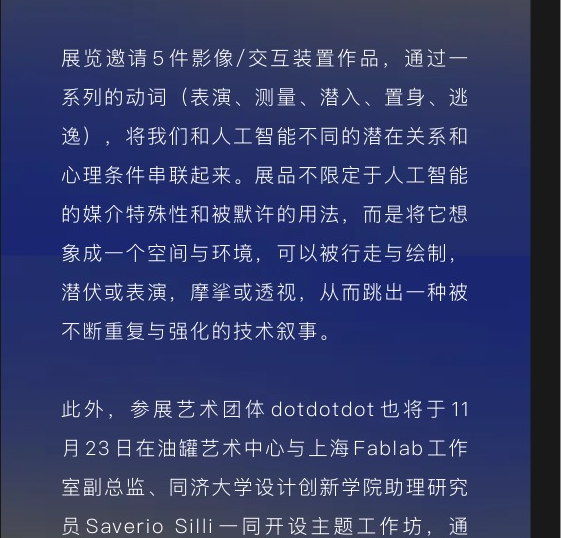 展览邀请5件影像/交互装置作品，通过一
系列的动词（表演、测量、潜入、置身、逃
逸），将我们和人工智能不同的潜在关系和
心理条件串联起来。展品不限定于人工智能
的媒介特殊性和被默许的用法，而是将它想
象成一个空间与环境，可以被行走与绘制，
潜伏或表演，摩挲或透视，从而跳出一种被
不断重复与强化的技术叙事。
此外，参展艺术团体dotdotdot也将于11
月23日在油罐艺术中心与上海Fablab工作
室副总监、同济大学设计创新学院助理研究
员Saverio Silli一同开设主题工作坊，通